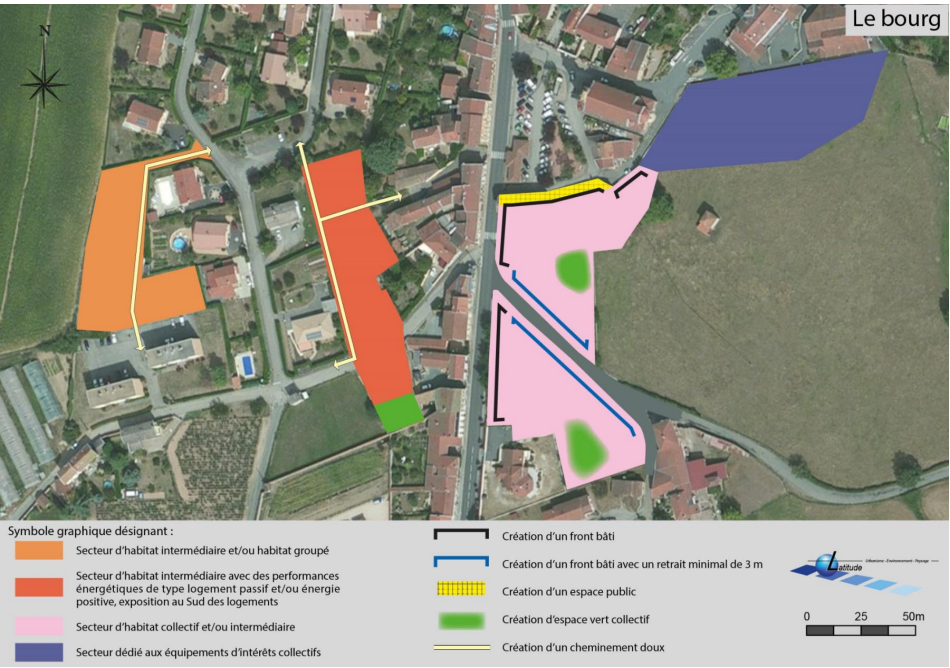 Le bourg
N
Symbole graphique désignant :
Secteur d'habitat intermédiaire et/ou habitat groupé
Secteur d'habitat intermédiaire avec des performances
énergétiques de type logement passif et/ou énergie
positive, exposition au Sud des logements
Secteur d'habitat collectif et/ou intermédiaire
Secteur dédié aux équipements d'intérêts collectifs
Création d'un front bâti
Création d'un front bâti avec un retrait minimal de 3 m
Création d'un espace public
Création d'espace vert collectif
Création d'un cheminement doux
Urbanisme - Environnement - Paysage
Latitude
0 25 50m